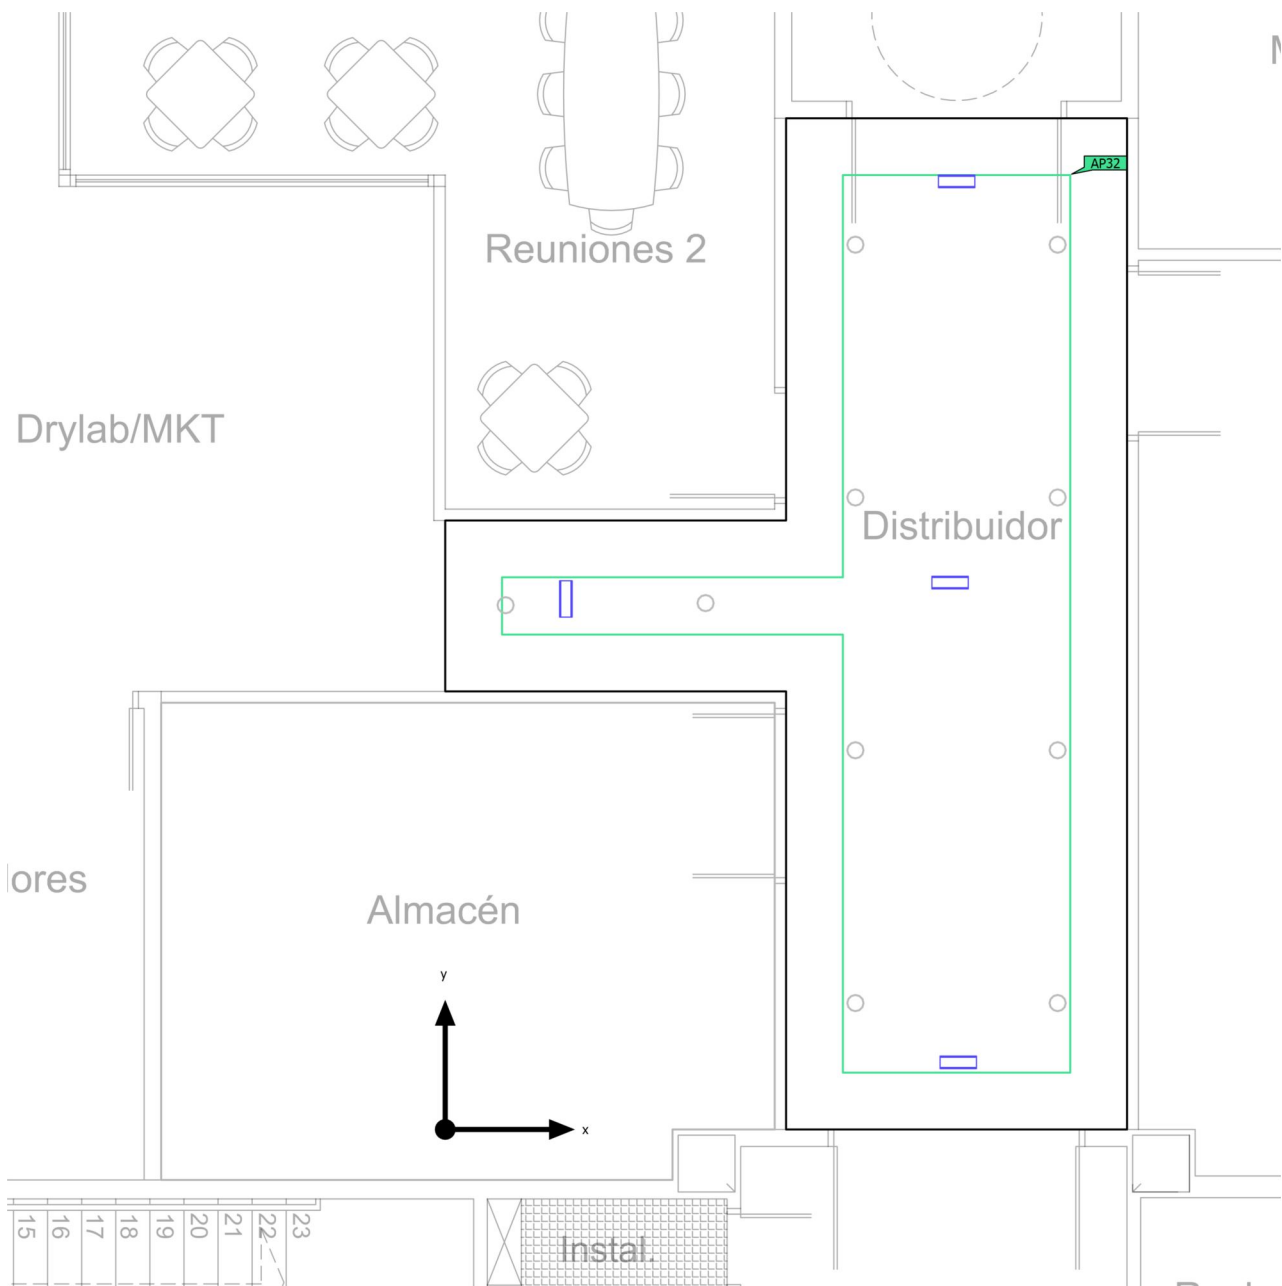 AP32
Reuniones 2
Drylab/MKT
Distribuidor
lores
Almacén
y
x
15
16
17
18
19
20
21
22
23
Instal.